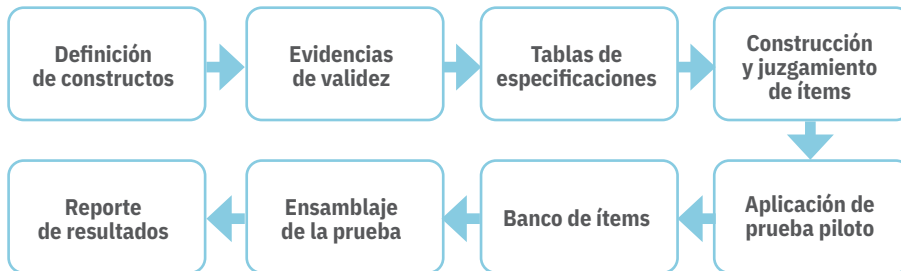 Definición
de constructos
Evidencias
de validez
Tablas de
especificaciones
Construcción
y juzgamiento
de ítems
Aplicación de
prueba piloto
Banco de ítems
Ensamblaje
de la prueba
Reporte
de resultados